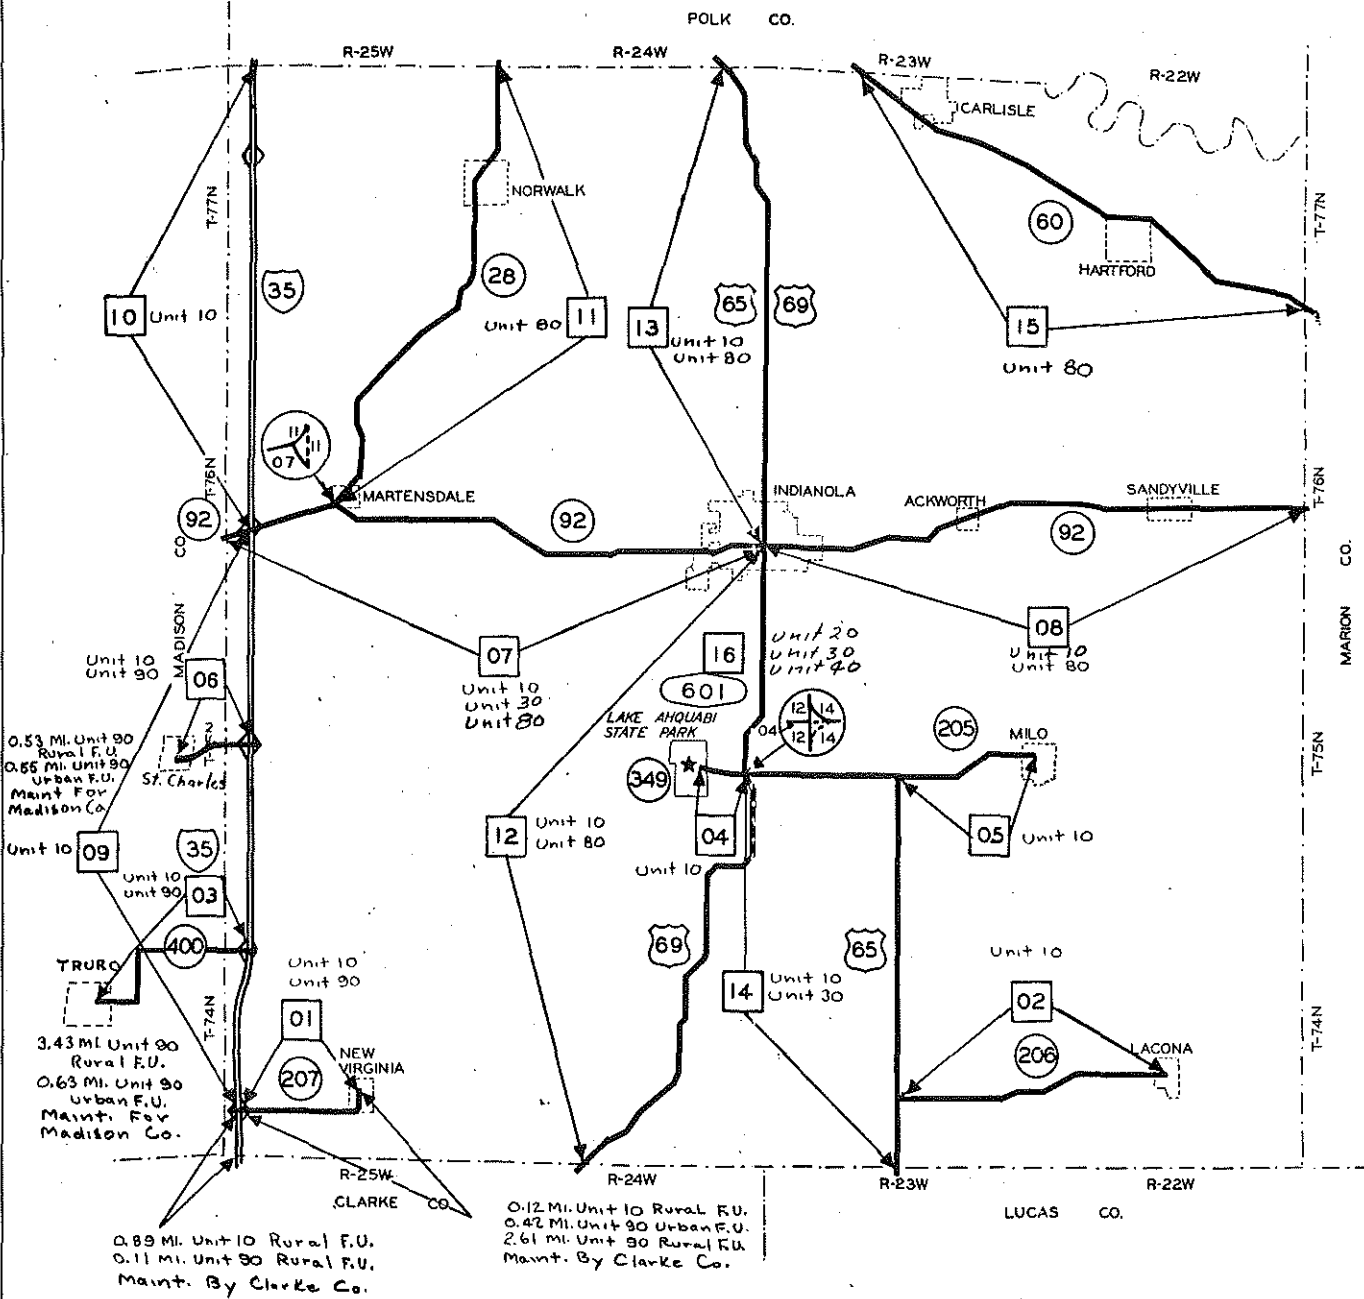 POLK CO.
R-25W
R-24W
R-23W
R-22W
CARLISLE
NORWALK
T-77N
T-77N
60
HARTFORD
28
35
65
69
10 Unit 10
Unit 80 11
13
Unit 10
Unit 80
15
Unit 80
11
11
07
T-76N
T-76N
MARTENSDALE
INDIANOLA
ACKWORTH
SANDYVILLE
92
92
92
CO.
MADISON
MARION CO.
07
Unit 10
Unit 30
Unit 80
08
Unit 10
Unit 80
16
Unit 20
Unit 30
Unit 40
601
Unit 10
Unit 90
06
LAKE AHQUABI
STATE PARK
12 14
04
12 14
205
MILO
T-75N
T-75N
349
0.53 Mi. Unit 90
Rural F.U.
0.55 Mi. Unit 90
Urban F.U.
Maint For
Madison Co
St. Charles
Unit 10 09
35
12
Unit 10
Unit 80
04
Unit 10
05 Unit 10
Unit 10
Unit 90
03
400
TRURO
69
65
Unit 10
Unit 90
01
14
Unit 10
Unit 30
Unit 10
02
T-74N
T-74N
3.43 Mi. Unit 90
Rural F.U.
0.63 Mi. Unit 90
Urban F.U.
Maint. For
Madison Co.
207
NEW
VIRGINIA
206
LACONA
R-25W
R-24W
R-23W
R-22W
CLARKE CO.
LUCAS CO.
0.89 Mi. Unit 10 Rural F.U.
0.11 Mi. Unit 90 Rural F.U.
Maint. By Clarke Co.
0.12 Mi. Unit 10 Rural F.U.
0.42 Mi. Unit 90 Urban F.U.
2.61 Mi. Unit 90 Rural F.U.
Maint. By Clarke Co.